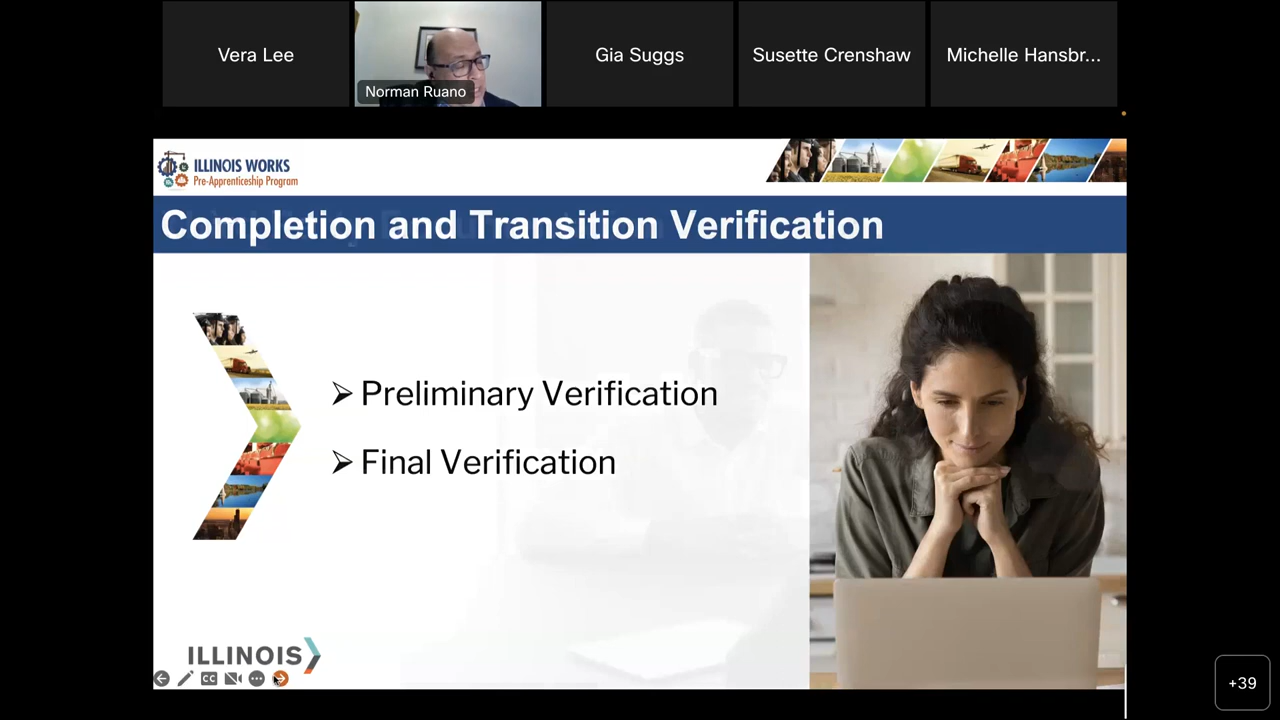 Vera Lee
Norman Ruano
Gia Suggs
Susette Crenshaw
Michelle Hansbr...
ILLINOIS WORKS
Pre-Apprenticeship Program
Completion and Transition Verification
➢ Preliminary Verification
➢ Final Verification
ILLINOIS
CC
+39